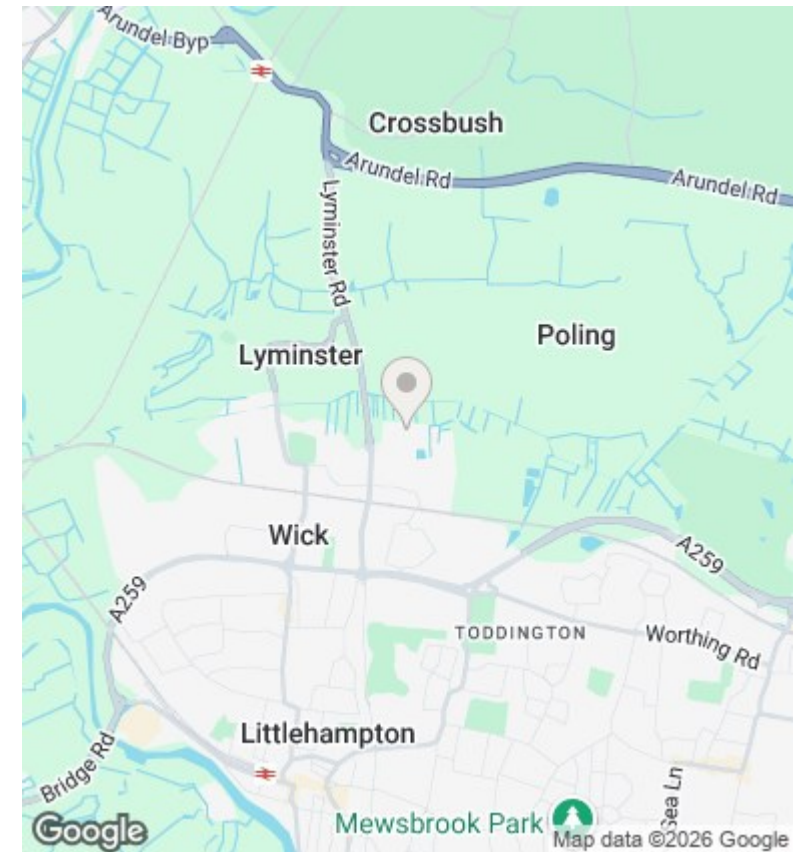 Arundel Byp
Crossbush
Arundel Rd
Arundel Rd
Lyminster Rd
Poling
Lyminster
Wick
A259
A259
TODDINGTON
Worthing Rd
Littlehampton
Bridge Rd
Sea Ln
Mewsbrook Park
Google
Map data ©2026 Google